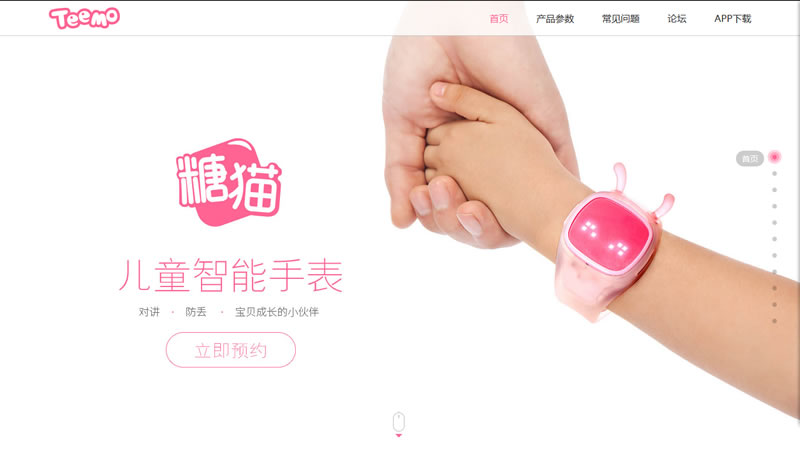 Teemo
首页 产品参数 常见问题 论坛 APP下载
首页
糖猫
儿童智能手表
对讲 · 防丢 · 宝贝成长的小伙伴
立即预约